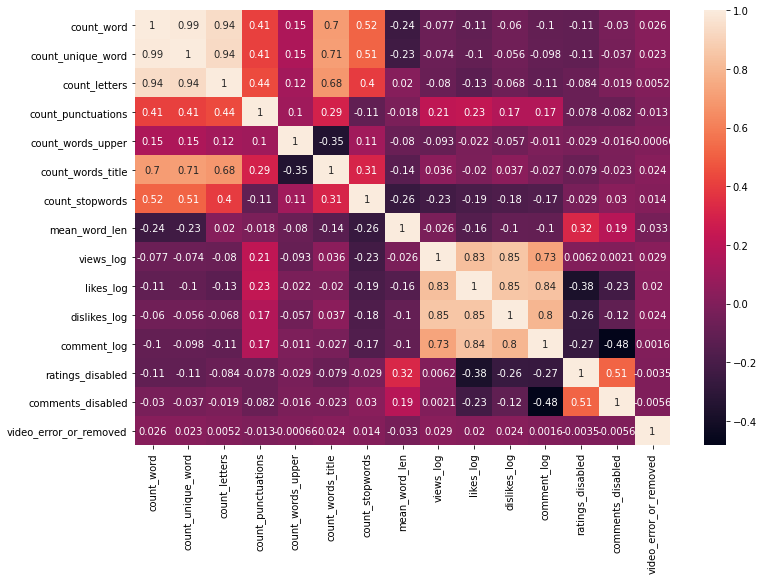 count_word 1 0.99 0.94 0.41 0.15 0.7 0.52 -0.24 -0.077 -0.11 -0.06 -0.1 -0.11 -0.03 0.026
count_unique_word 0.99 1 0.94 0.41 0.15 0.71 0.51 -0.23 -0.074 -0.1 -0.056 -0.098 -0.11 -0.037 0.023
count_letters 0.94 0.94 1 0.44 0.12 0.68 0.4 0.02 -0.08 -0.13 -0.068 -0.11 -0.084 -0.019 0.0052
count_punctuations 0.41 0.41 0.44 1 0.1 0.29 -0.11 -0.018 0.21 0.23 0.17 0.17 -0.078 -0.082 -0.013
count_words_upper 0.15 0.15 0.12 0.1 1 -0.35 0.11 -0.08 -0.093 -0.022 -0.057 -0.011 -0.029 -0.016 -0.00066
count_words_title 0.7 0.71 0.68 0.29 -0.35 1 0.31 -0.14 0.036 -0.02 0.037 -0.027 -0.079 -0.023 0.024
count_stopwords 0.52 0.51 0.4 -0.11 0.11 0.31 1 -0.26 -0.23 -0.19 -0.18 -0.17 -0.029 0.03 0.014
mean_word_len -0.24 -0.23 0.02 -0.018 -0.08 -0.14 -0.26 1 -0.026 -0.16 -0.1 -0.1 0.32 0.19 -0.033
views_log -0.077 -0.074 -0.08 0.21 -0.093 0.036 -0.23 -0.026 1 0.83 0.85 0.73 0.0062 0.0021 0.029
likes_log -0.11 -0.1 -0.13 0.23 -0.022 -0.02 -0.19 -0.16 0.83 1 0.85 0.84 -0.38 -0.23 0.02
dislikes_log -0.06 -0.056 -0.068 0.17 -0.057 0.037 -0.18 -0.1 0.85 0.85 1 0.8 -0.26 -0.12 0.024
comment_log -0.1 -0.098 -0.11 0.17 -0.011 -0.027 -0.17 -0.1 0.73 0.84 0.8 1 -0.27 -0.48 0.0016
ratings_disabled -0.11 -0.11 -0.084 -0.078 -0.029 -0.079 -0.029 0.32 0.0062 -0.38 -0.26 -0.27 1 0.51 -0.0035
comments_disabled -0.03 -0.037 -0.019 -0.082 -0.016 -0.023 0.03 0.19 0.0021 -0.23 -0.12 -0.48 0.51 1 -0.0056
video_error_or_removed 0.026 0.023 0.0052 -0.013 -0.00066 0.024 0.014 -0.033 0.029 0.02 0.024 0.0016 -0.0035 -0.0056 1
count_word
count_unique_word
count_letters
count_punctuations
count_words_upper
count_words_title
count_stopwords
mean_word_len
views_log
likes_log
dislikes_log
comment_log
ratings_disabled
comments_disabled
video_error_or_removed
1.0
0.8
0.6
0.4
0.2
0.0
−0.2
−0.4